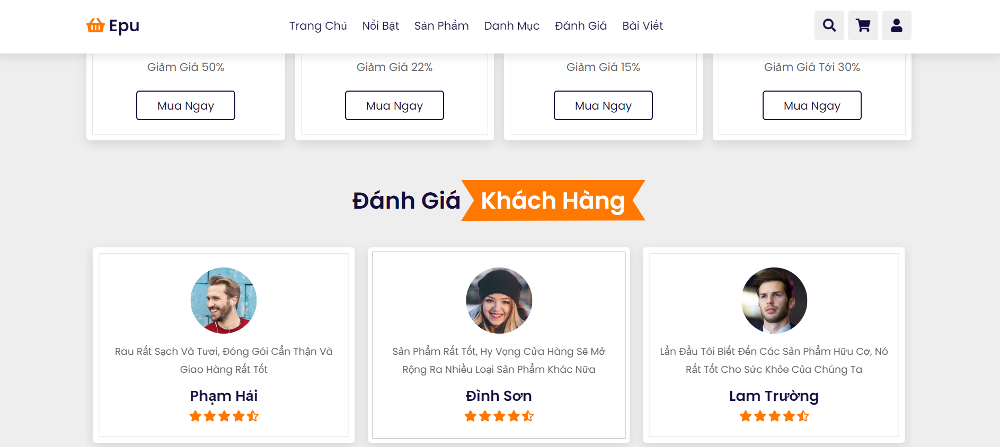 Epu
Trang Chủ Nổi Bật Sản Phẩm Danh Mục Đánh Giá Bài Viết
Giảm Giá 50% Giảm Giá 22% Giảm Giá 15% Giảm Giá Tới 30%
Mua Ngay Mua Ngay Mua Ngay Mua Ngay
Đánh Giá Khách Hàng
Rau Rất Sạch Và Tươi, Đóng Gói Cẩn Thận Và
Giao Hàng Rất Tốt
Phạm Hải
Sản Phẩm Rất Tốt, Hy Vọng Cửa Hàng Sẽ Mở
Rộng Ra Nhiều Loại Sản Phẩm Khác Nữa
Đình Sơn
Lần Đầu Tôi Biết Đến Các Sản Phẩm Hữu Cơ, Nó
Rất Tốt Cho Sức Khỏe Của Chúng Ta
Lam Trường